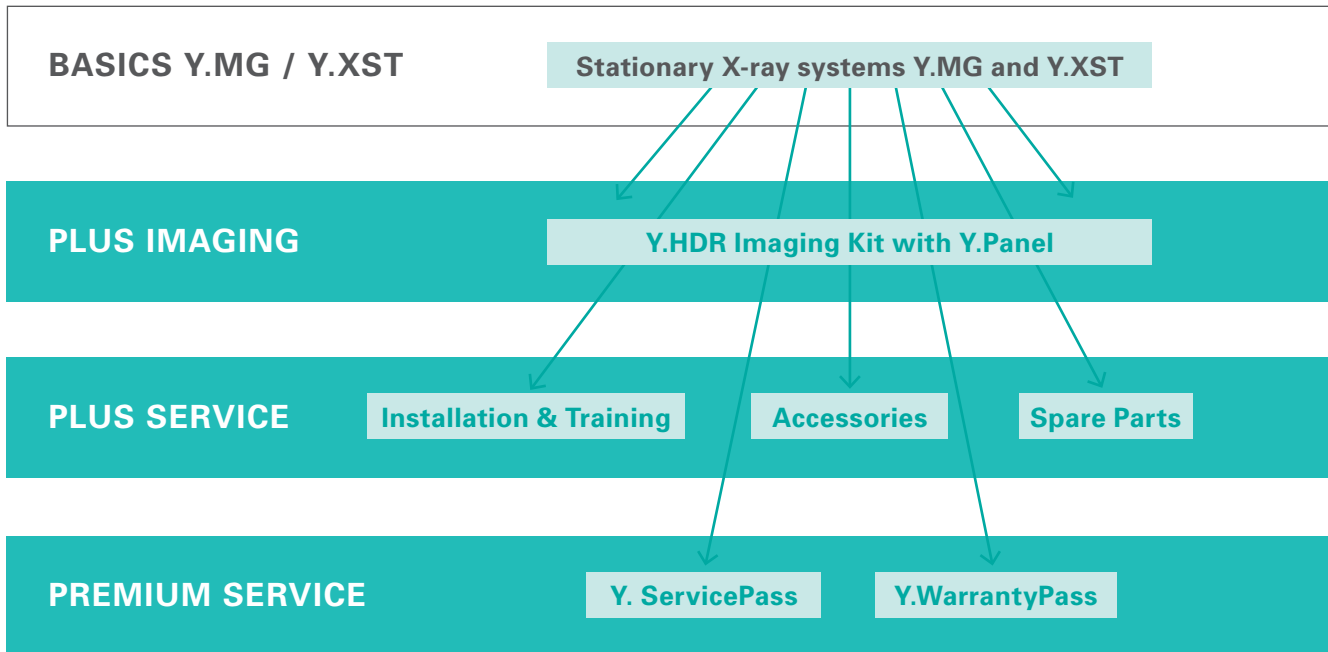 BASICS Y.MG / Y.XST
Stationary X-ray systems Y.MG and Y.XST
PLUS IMAGING
Y.HDR Imaging Kit with Y.Panel
PLUS SERVICE
Installation & Training
Accessories
Spare Parts
PREMIUM SERVICE
Y. ServicePass
Y.WarrantyPass